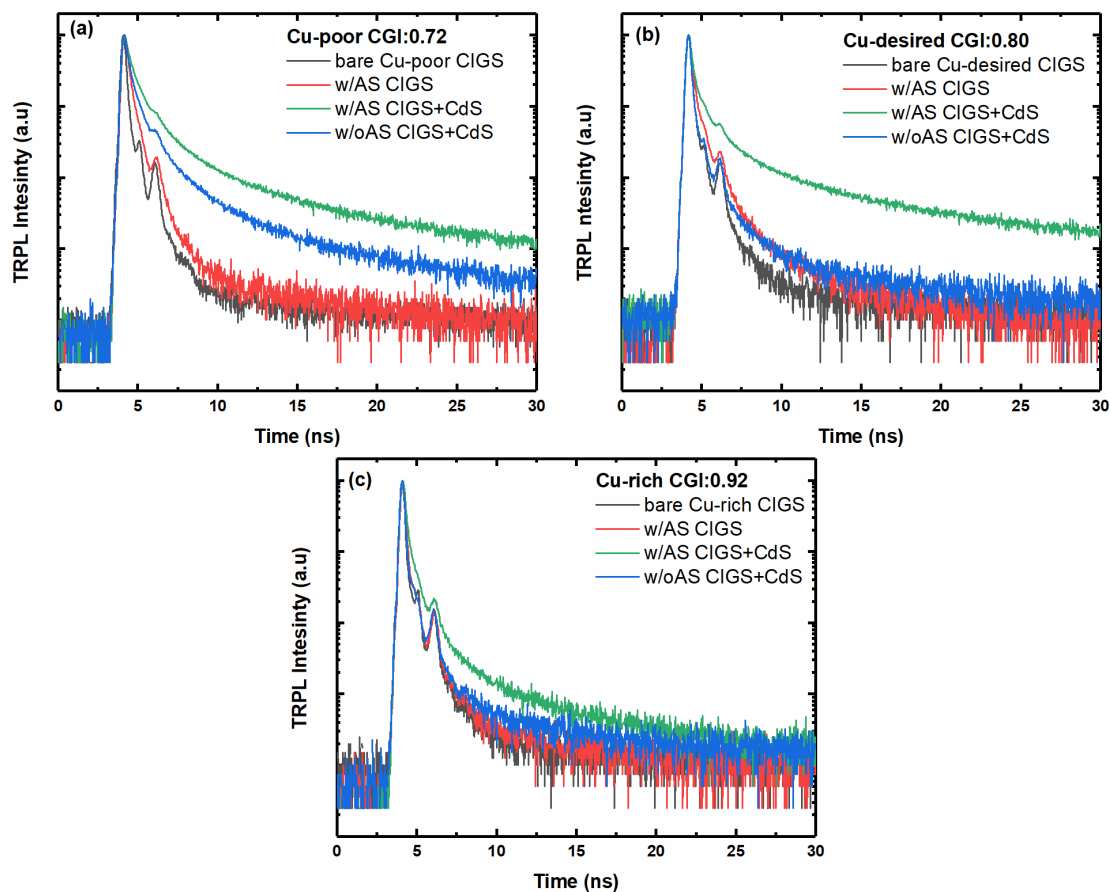 (a)
Cu-poor CGI:0.72
bare Cu-poor CIGS
w/AS CIGS
w/AS CIGS+CdS
w/oAS CIGS+CdS
TRPL Intesinty (a.u)
0 5 10 15 20 25 30
Time (ns)
(b)
Cu-desired CGI:0.80
bare Cu-desired CIGS
w/AS CIGS
w/AS CIGS+CdS
w/oAS CIGS+CdS
TRPL ntesinty (a.u)
0 5 10 15 20 25 30
Time (ns)
(c)
Cu-rich CGI:0.92
bare Cu-rich CIGS
w/AS CIGS
w/AS CIGS+CdS
w/oAS CIGS+CdS
TRPL Intesinty (a.u)
0 5 10 15 20 25 30
Time (ns)